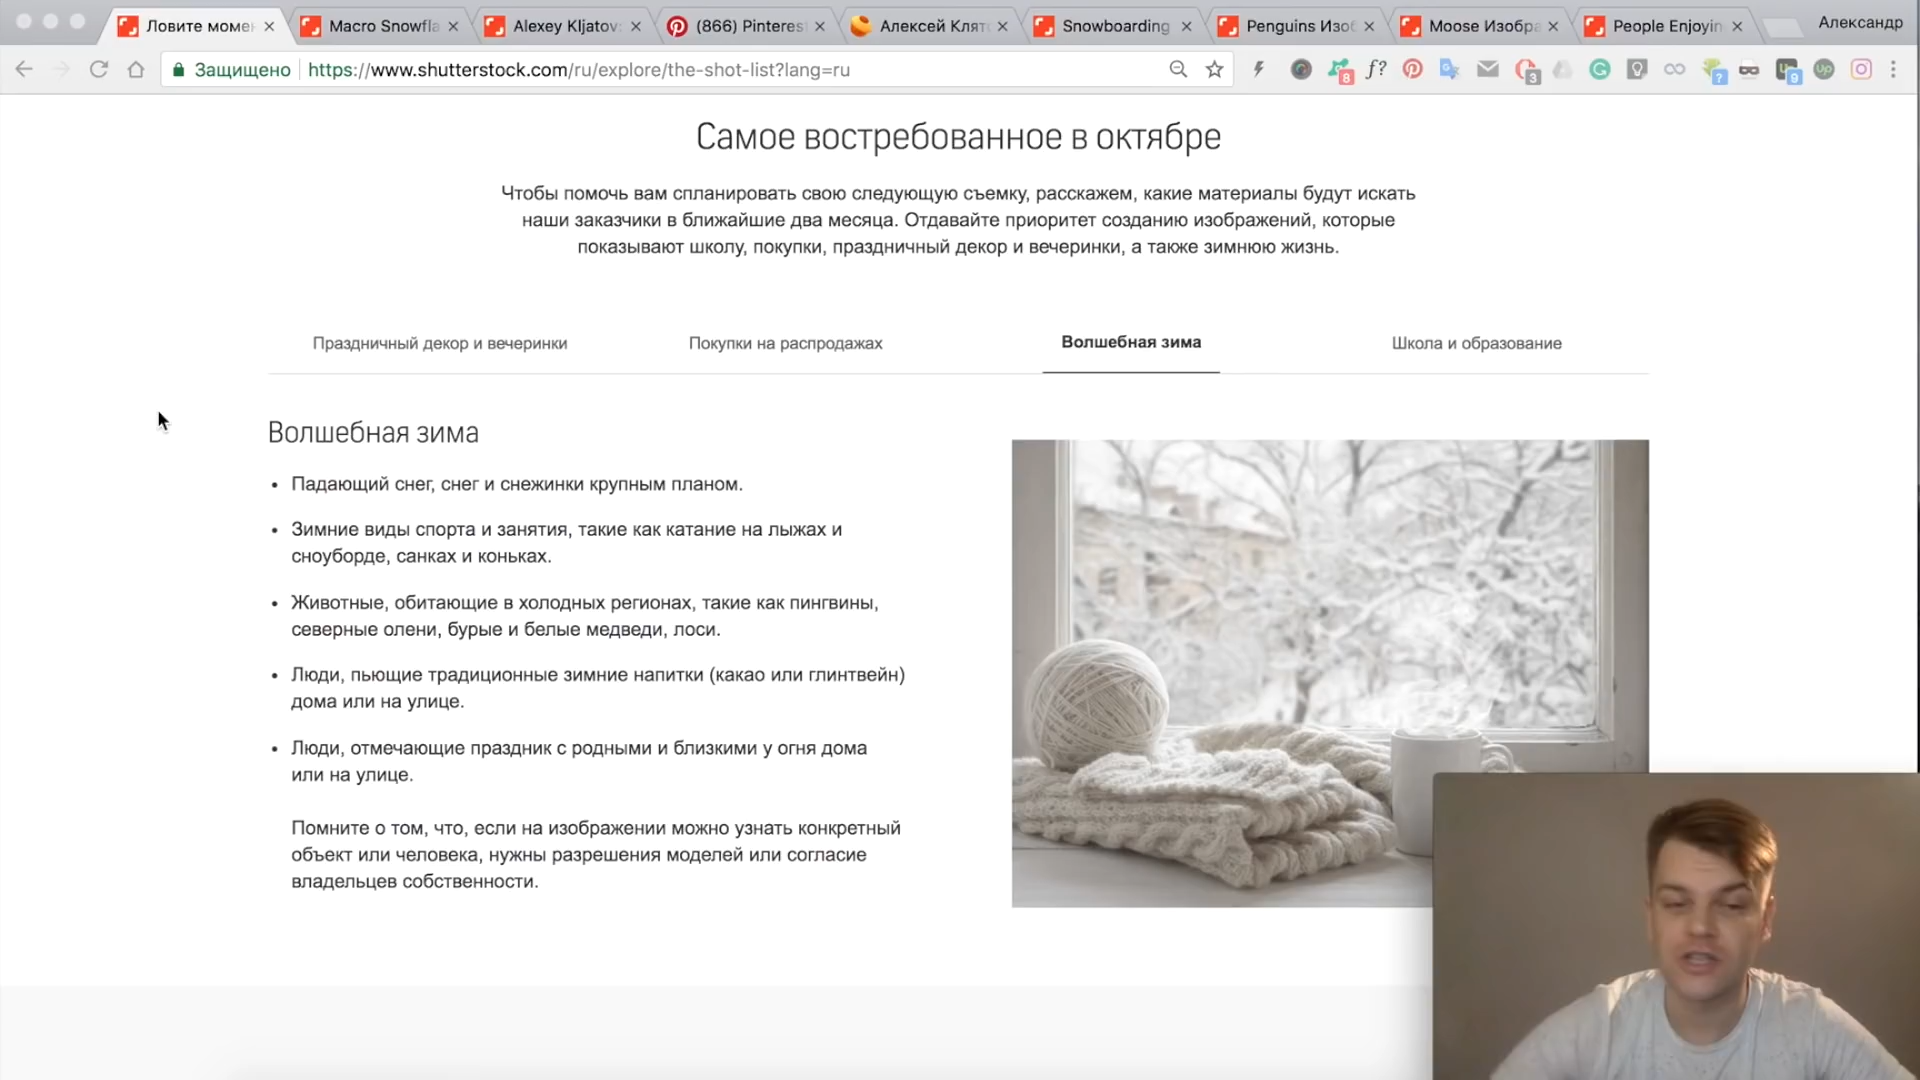 Ловите момен
Macro Snowfla
Alexey Kljatov
(866) Pinterest
Алексей Клят
Snowboarding
Penguins Изоб
Moose Изобра
People Enjoyin
Александр
Защищено
https://www.shutterstock.com/ru/explore/the-shot-list?lang=ru
f?
8
3
?
9
Самое востребованное в октябре
Чтобы помочь вам спланировать свою следующую съемку, расскажем, какие материалы будут искать
наши заказчики в ближайшие два месяца. Отдавайте приоритет созданию изображений, которые
показывают школу, покупки, праздничный декор и вечеринки, а также зимнюю жизнь.
Праздничный декор и вечеринки
Покупки на распродажах
Волшебная зима
Школа и образование
Волшебная зима
• Падающий снег, снег и снежинки крупным планом.
• Зимние виды спорта и занятия, такие как катание на лыжах и
сноуборде, санках и коньках.
• Животные, обитающие в холодных регионах, такие как пингвины,
северные олени, бурые и белые медведи, лоси.
• Люди, пьющие традиционные зимние напитки (какао или глинтвейн)
дома или на улице.
• Люди, отмечающие праздник с родными и близкими у огня дома
или на улице.
Помните о том, что, если на изображении можно узнать конкретный
объект или человека, нужны разрешения моделей или согласие
владельцев собственности.